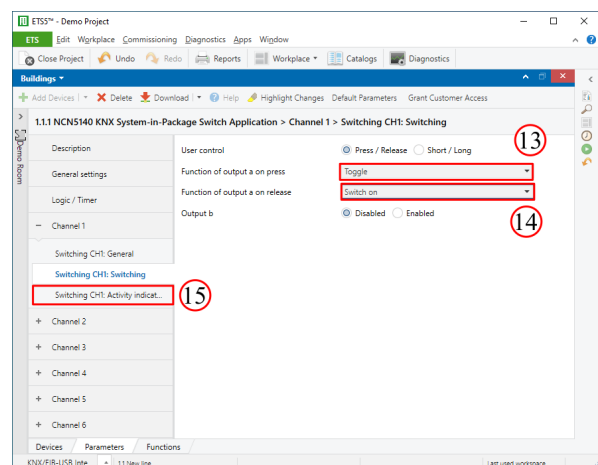 ETS5™ - Demo Project
ETS Edit Workplace Commissioning Diagnostics Apps Window
Close Project Undo Redo Reports Workplace Catalogs Diagnostics
Buildings
Add Devices Delete Download Help Highlight Changes Default Parameters Grant Customer Access
1.1.1 NCN5140 KNX System-in-Package Switch Application > Channel 1 > Switching CH1: Switching
Demo Room
Description
General settings
Logic / Timer
Channel 1
Switching CH1: General
Switching CH1: Switching
Switching CH1: Activity indicat...
15
Channel 2
Channel 3
Channel 4
Channel 5
Channel 6
User control Press / Release Short / Long
13
Function of output a on press Toggle
Function of output a on release Switch on
14
Output b Disabled Enabled
Devices Parameters Functions
KNX/EIB-USB Inte 1.1 New line Last used workspace